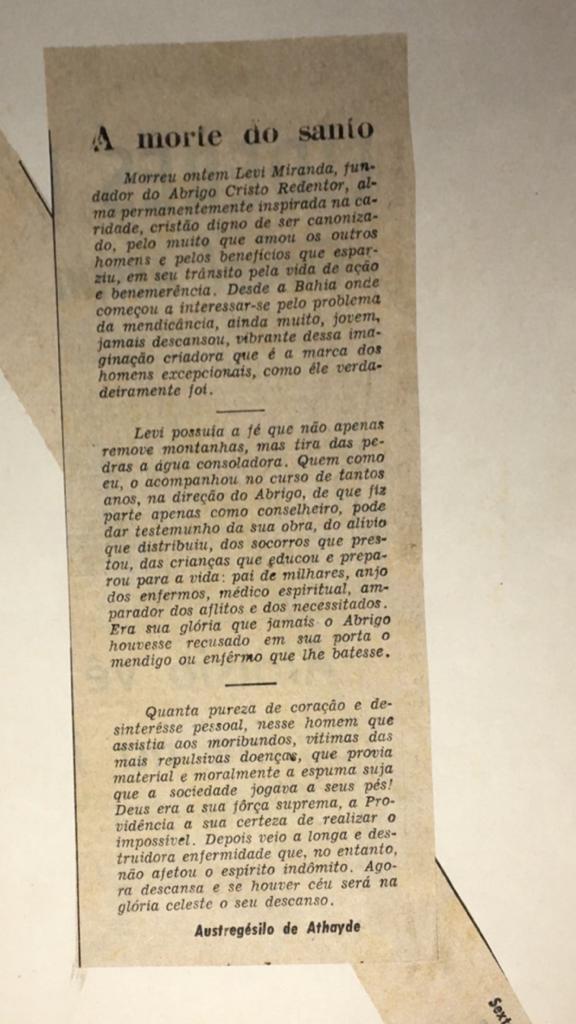 A morte do santo
Morreu ontem Levi Miranda, fun-
dador do Abrigo Cristo Redentor, al-
ma permanentemente inspirada na ca-
ridade, cristão digno de ser canoniza-
do, pelo muito que amou os outros
homens e pelos benefícios que espar-
ziu, em seu trânsito pela vida de ação
e benemerência. Desde a Bahia onde
começou a interessar-se pelo problema
da mendicância, ainda muito, jovem,
jamais descansou, vibrante dessa ima-
ginação criadora que é a marca dos
homens excepcionais, como êle verda-
deiramente foi.
Levi possuia a fé que não apenas
remove montanhas, mas tira das pe-
dras a água consoladora. Quem como
eu, o acompanhou no curso de tantos
anos, na direção do Abrigo, de que fiz
parte apenas como conselheiro, pode
dar testemunho da sua obra, do alívio
que distribuiu, dos socorros que pres-
tou, das crianças que educou e prepa-
rou para a vida: pai de milhares, anjo
dos enfermos, médico espiritual, am-
parador dos aflitos e dos necessitados.
Era sua glória que jamais o Abrigo
houvesse recusado em sua porta o
mendigo ou enfêrmo que lhe batesse.
Quanta pureza de coração e de-
sinterêsse pessoal, nesse homem que
assistia aos moribundos, vítimas das
mais repulsivas doenças, que provia
material e moralmente a espuma suja
que a sociedade jogava a seus pés!
Deus era a sua fôrça suprema, a Pro-
vidência a sua certeza de realizar o
impossível. Depois veio a longa e des-
truidora enfermidade que, no entanto,
não afetou o espírito indômito. Ago-
ra descansa e se houver céu será na
glória celeste o seu descanso.
Austregésilo de Athayde
Sext